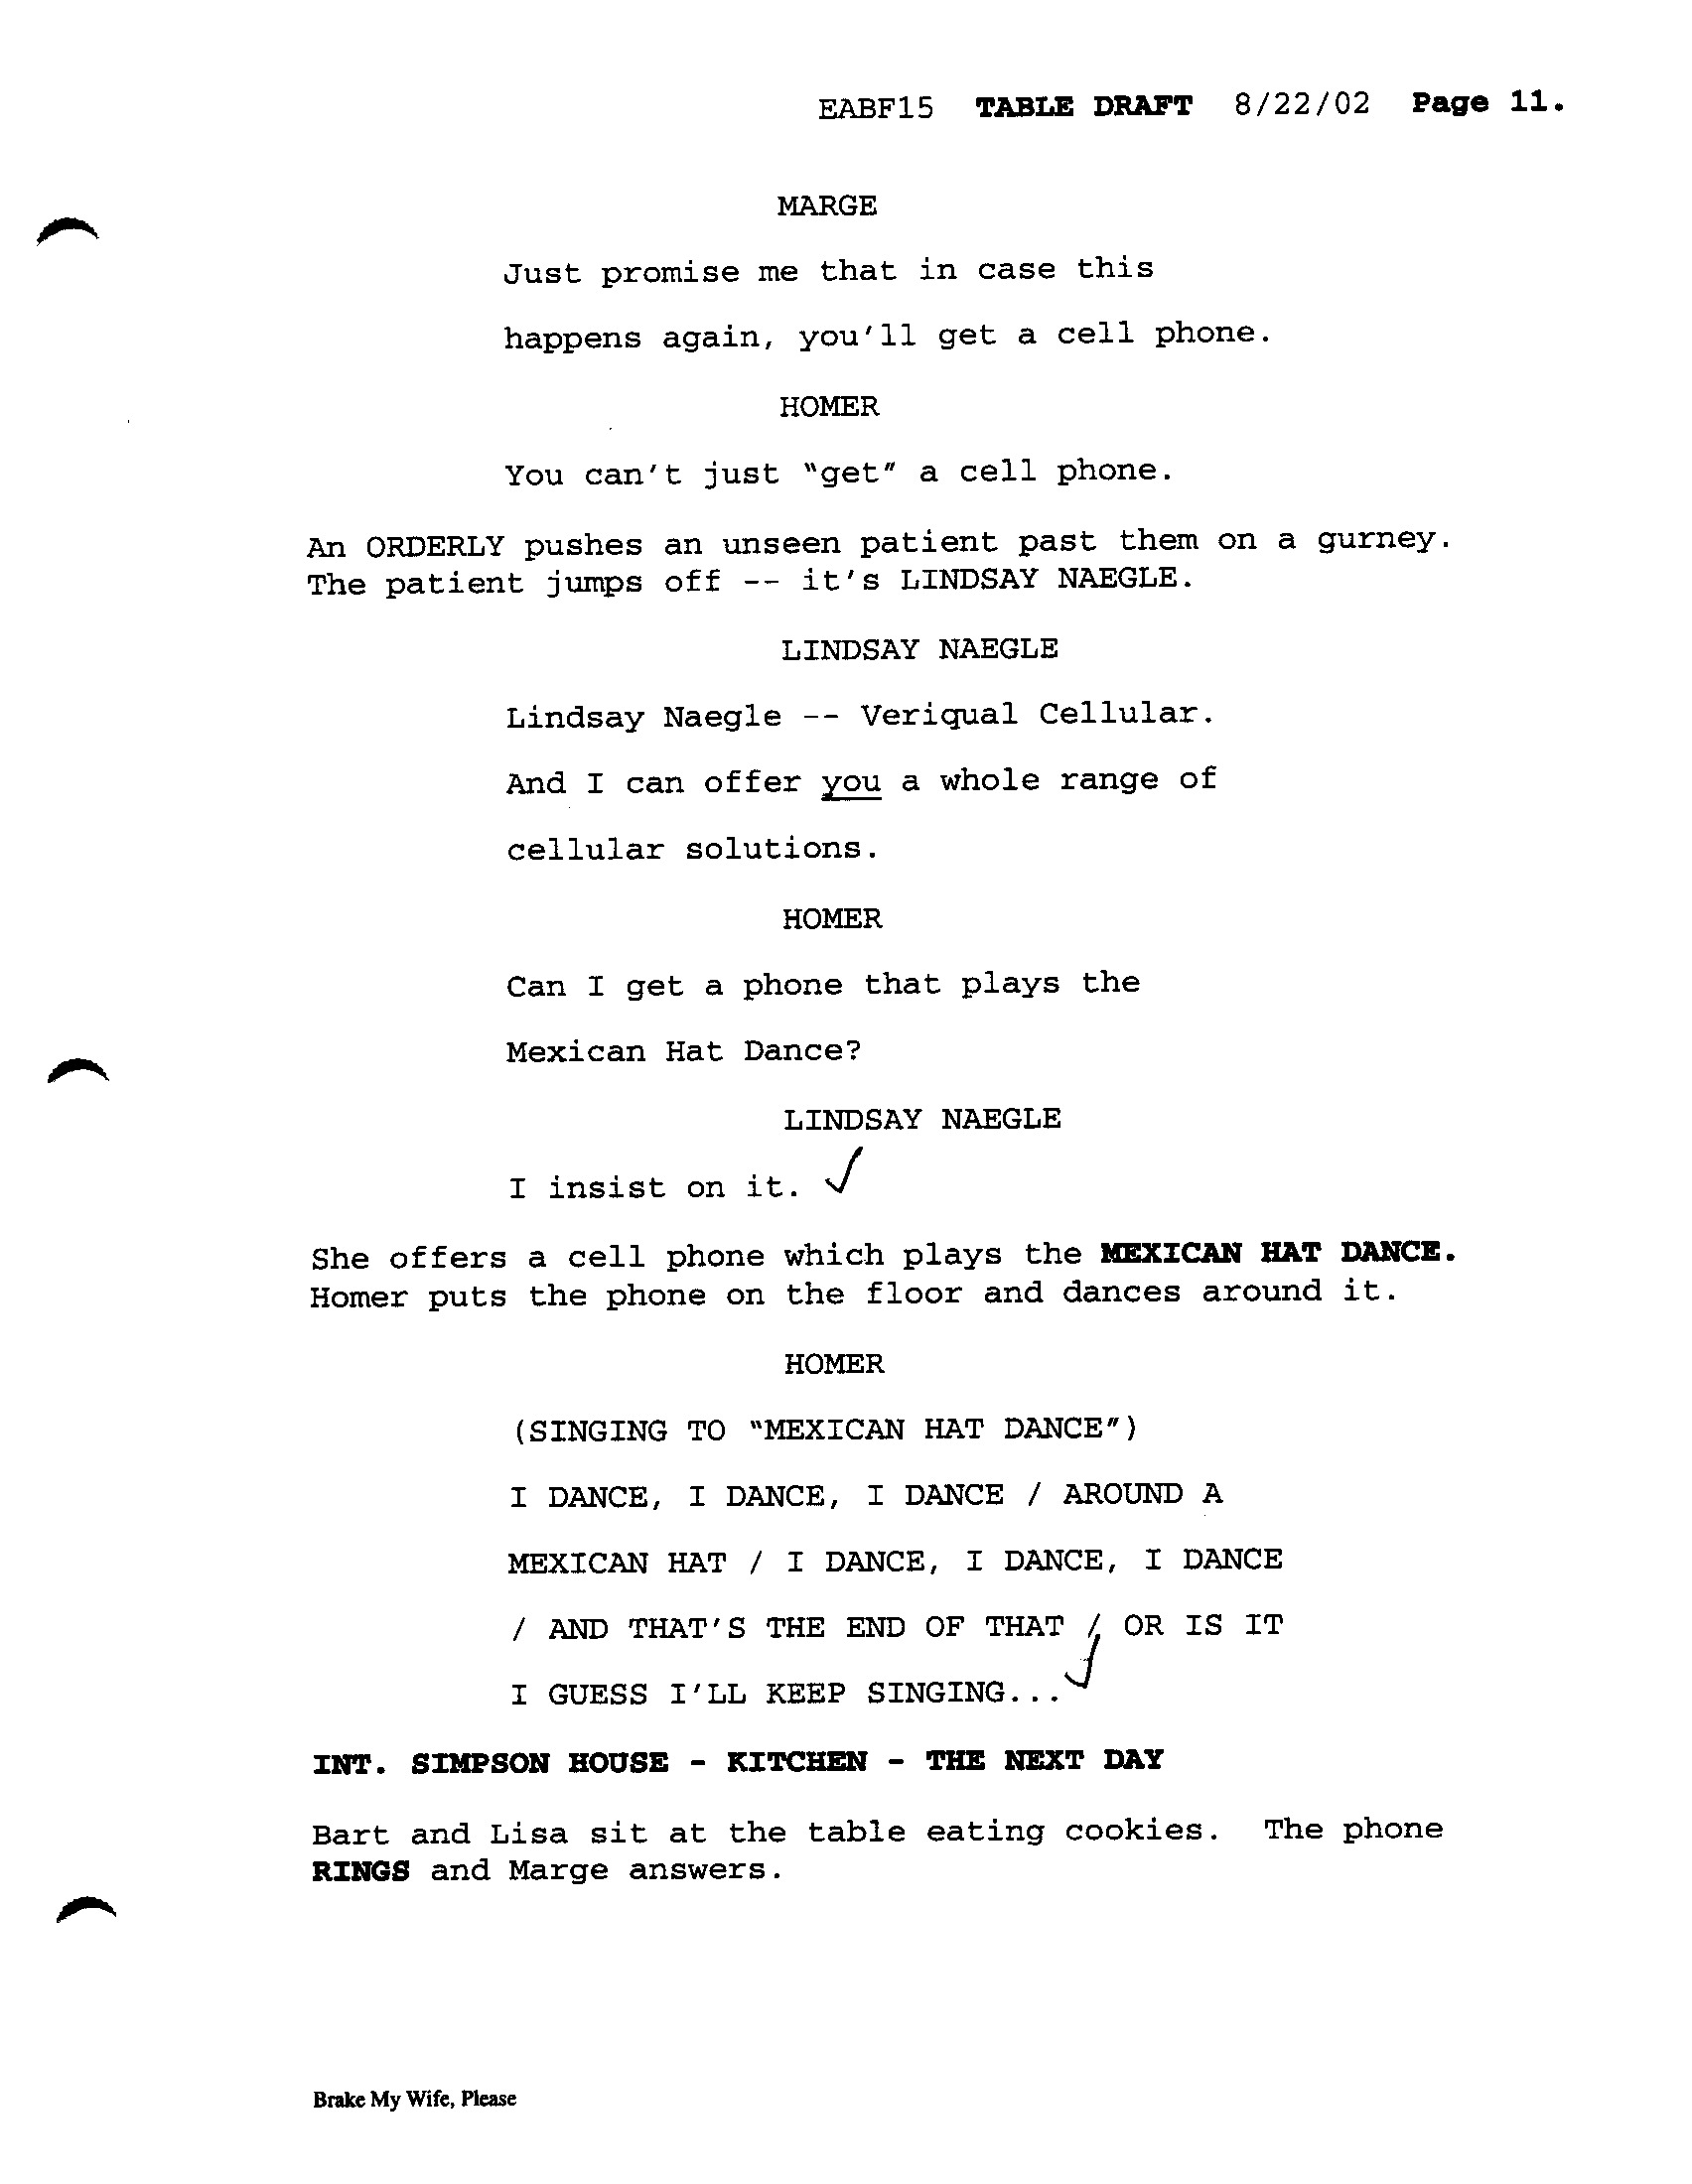 EABF15 TABLE DRAFT 8/22/02 Page 11.
MARGE
Just promise me that in case this
happens again, you'll get a cell phone.
HOMER
You can't just "get" a cell phone.
An ORDERLY pushes an unseen patient past them on a gurney.
The patient jumps off -- it's LINDSAY NAEGLE.
LINDSAY NAEGLE
Lindsay Naegle -- Veriqual Cellular.
And I can offer you a whole range of
cellular solutions.
HOMER
Can I get a phone that plays the
Mexican Hat Dance?
LINDSAY NAEGLE
I insist on it. ✓
She offers a cell phone which plays the MEXICAN HAT DANCE.
Homer puts the phone on the floor and dances around it.
HOMER
(SINGING TO "MEXICAN HAT DANCE")
I DANCE, I DANCE, I DANCE / AROUND A
MEXICAN HAT / I DANCE, I DANCE, I DANCE
/ AND THAT'S THE END OF THAT / OR IS IT
I GUESS I'LL KEEP SINGING... ✓
INT. SIMPSON HOUSE - KITCHEN - THE NEXT DAY
Bart and Lisa sit at the table eating cookies. The phone
RINGS and Marge answers.
Brake My Wife, Please